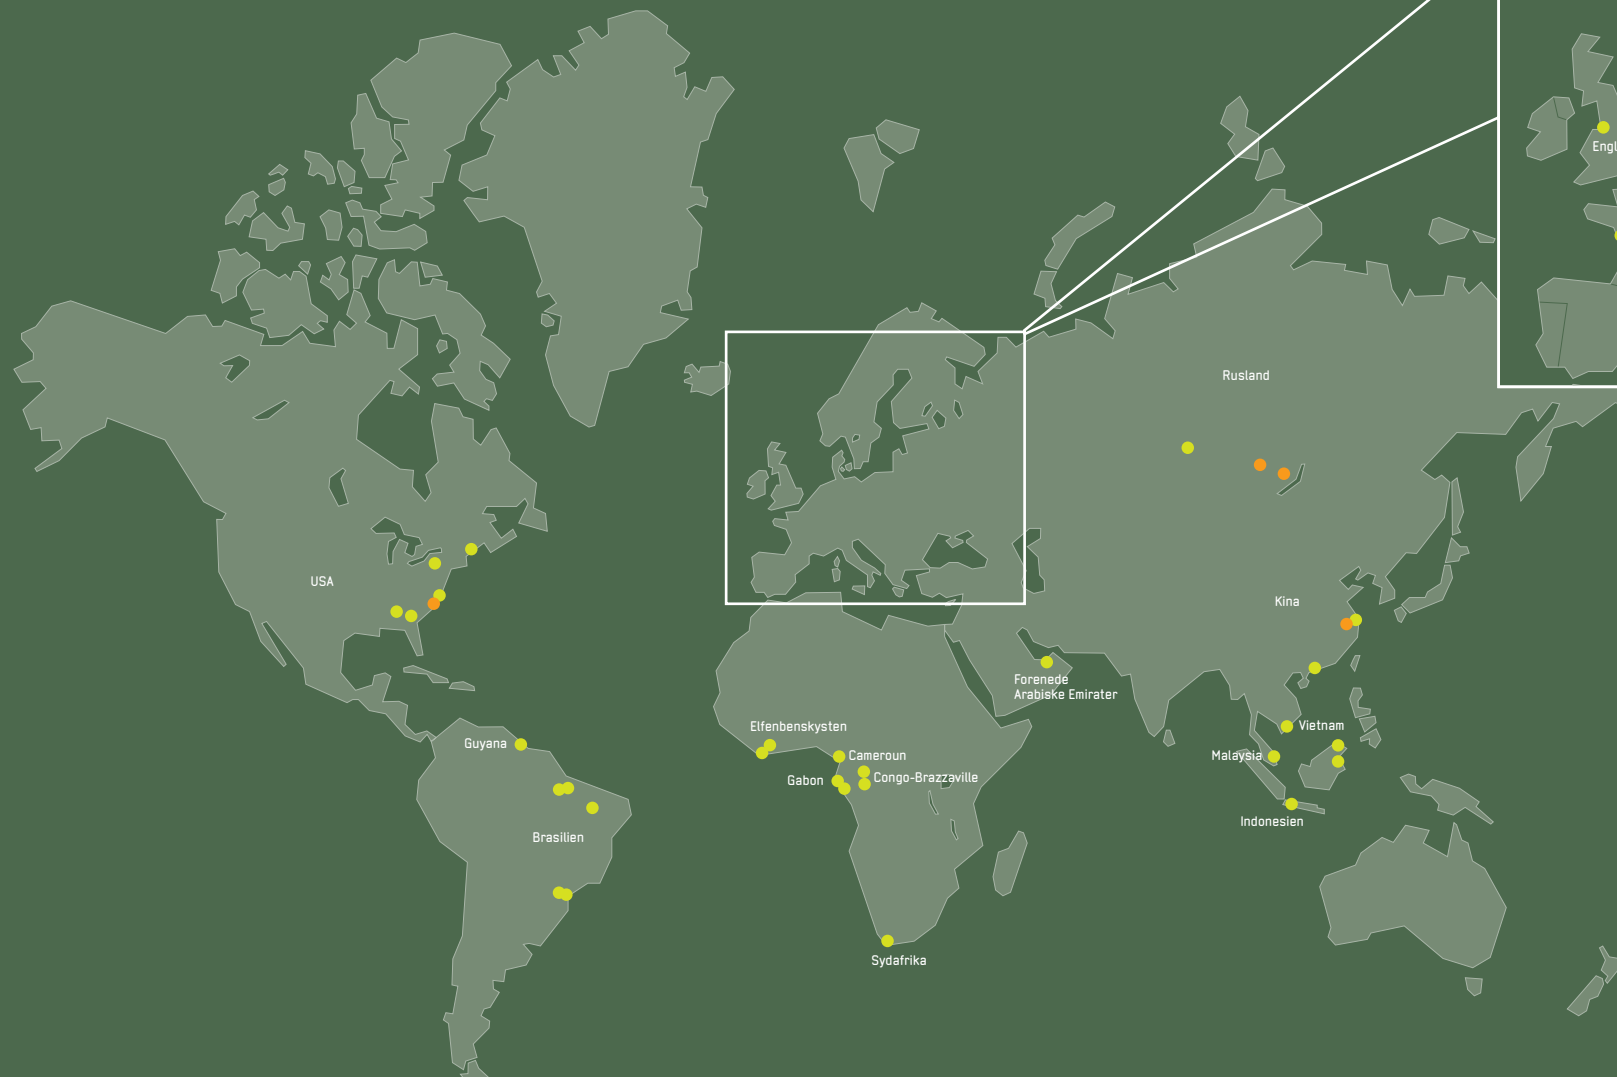 Engl
Rusland
USA
Kina
Forenede
Arabiske Emirater
Elfenbenskysten
Vietnam
Guyana
Cameroun
Malaysia
Gabon
Congo-Brazzaville
Indonesien
Brasilien
Sydafrika